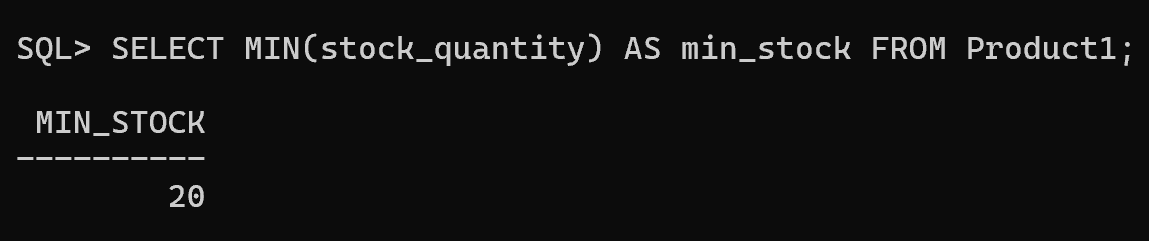 SQL> SELECT MIN(stock_quantity) AS min_stock FROM Product1;
 MIN_STOCK
----------
        20